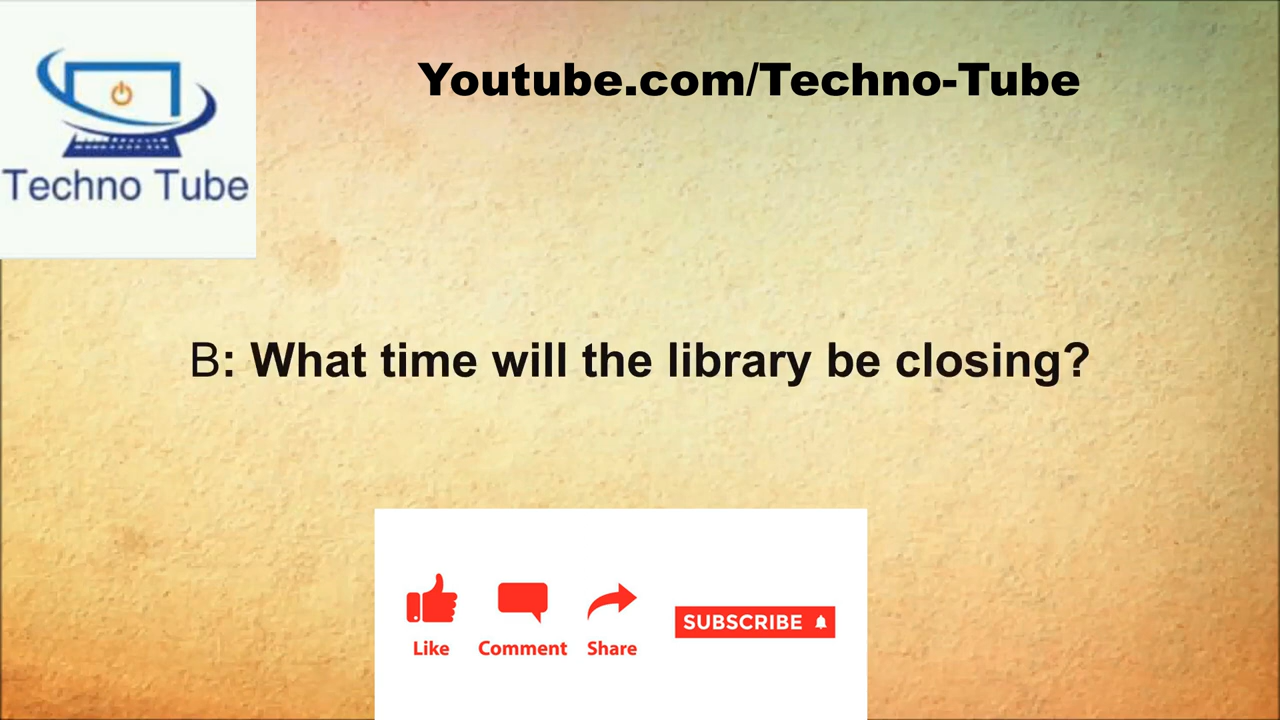 Youtube.com/Techno-Tube
Techno Tube
B: What time will the library be closing?
Like Comment Share
SUBSCRIBE